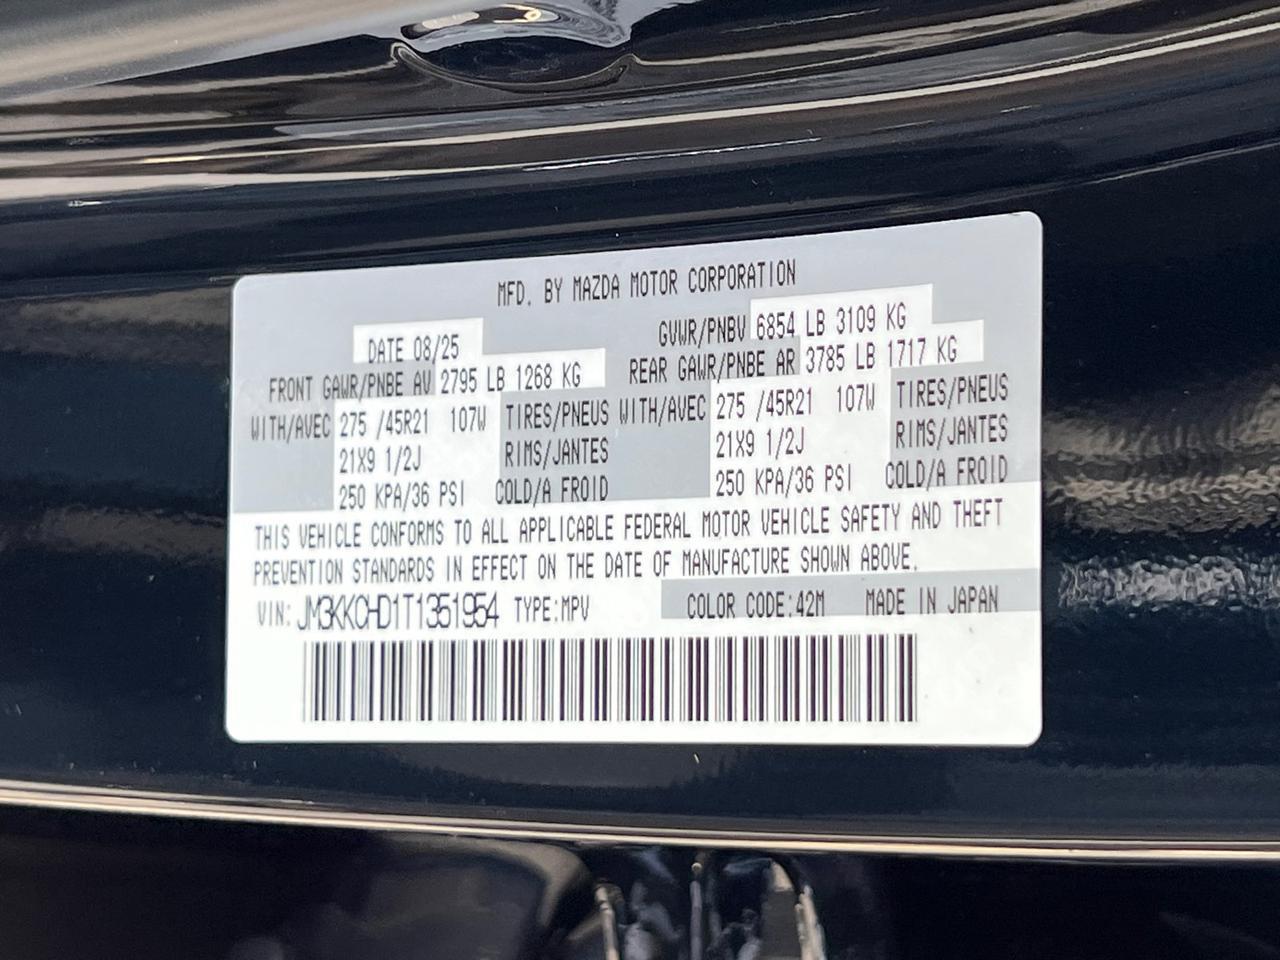 MFD. BY MAZDA MOTOR CORPORATION
DATE 08/25 GVWR/PNBV 6854 LB 3109 KG
FRONT GAWR/PNBE AV 2795 LB 1268 KG REAR GAWR/PNBE AR 3785 LB 1717 KG
WITH/AVEC 275 /45R21 107W TIRES/PNEUS WITH/AVEC 275 /45R21 107W TIRES/PNEUS
21X9 1/2J RIMS/JANTES 21X9 1/2J RIMS/JANTES
250 KPA/36 PSI COLD/A FROID 250 KPA/36 PSI COLD/A FROID
THIS VEHICLE CONFORMS TO ALL APPLICABLE FEDERAL MOTOR VEHICLE SAFETY AND THEFT
PREVENTION STANDARDS IN EFFECT ON THE DATE OF MANUFACTURE SHOWN ABOVE.
VIN: JM3KKCHD1T1351954 TYPE:MPV COLOR CODE:42M MADE IN JAPAN